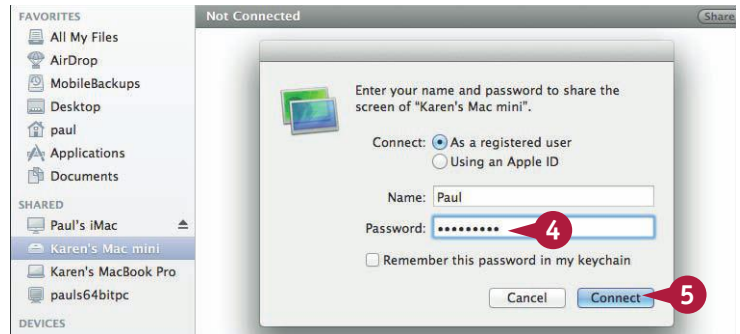 FAVORITES
All My Files
AirDrop
MobileBackups
Desktop
paul
Applications
Documents
SHARED
Paul's iMac
Karen's Mac mini
Karen's MacBook Pro
pauls64bitpc
DEVICES
Not Connected
Share
Enter your name and password to share the
screen of “Karen's Mac mini”.
Connect: As a registered user
Using an Apple ID
Name: Paul
Password: •••••••••
4
Remember this password in my keychain
Cancel Connect
5